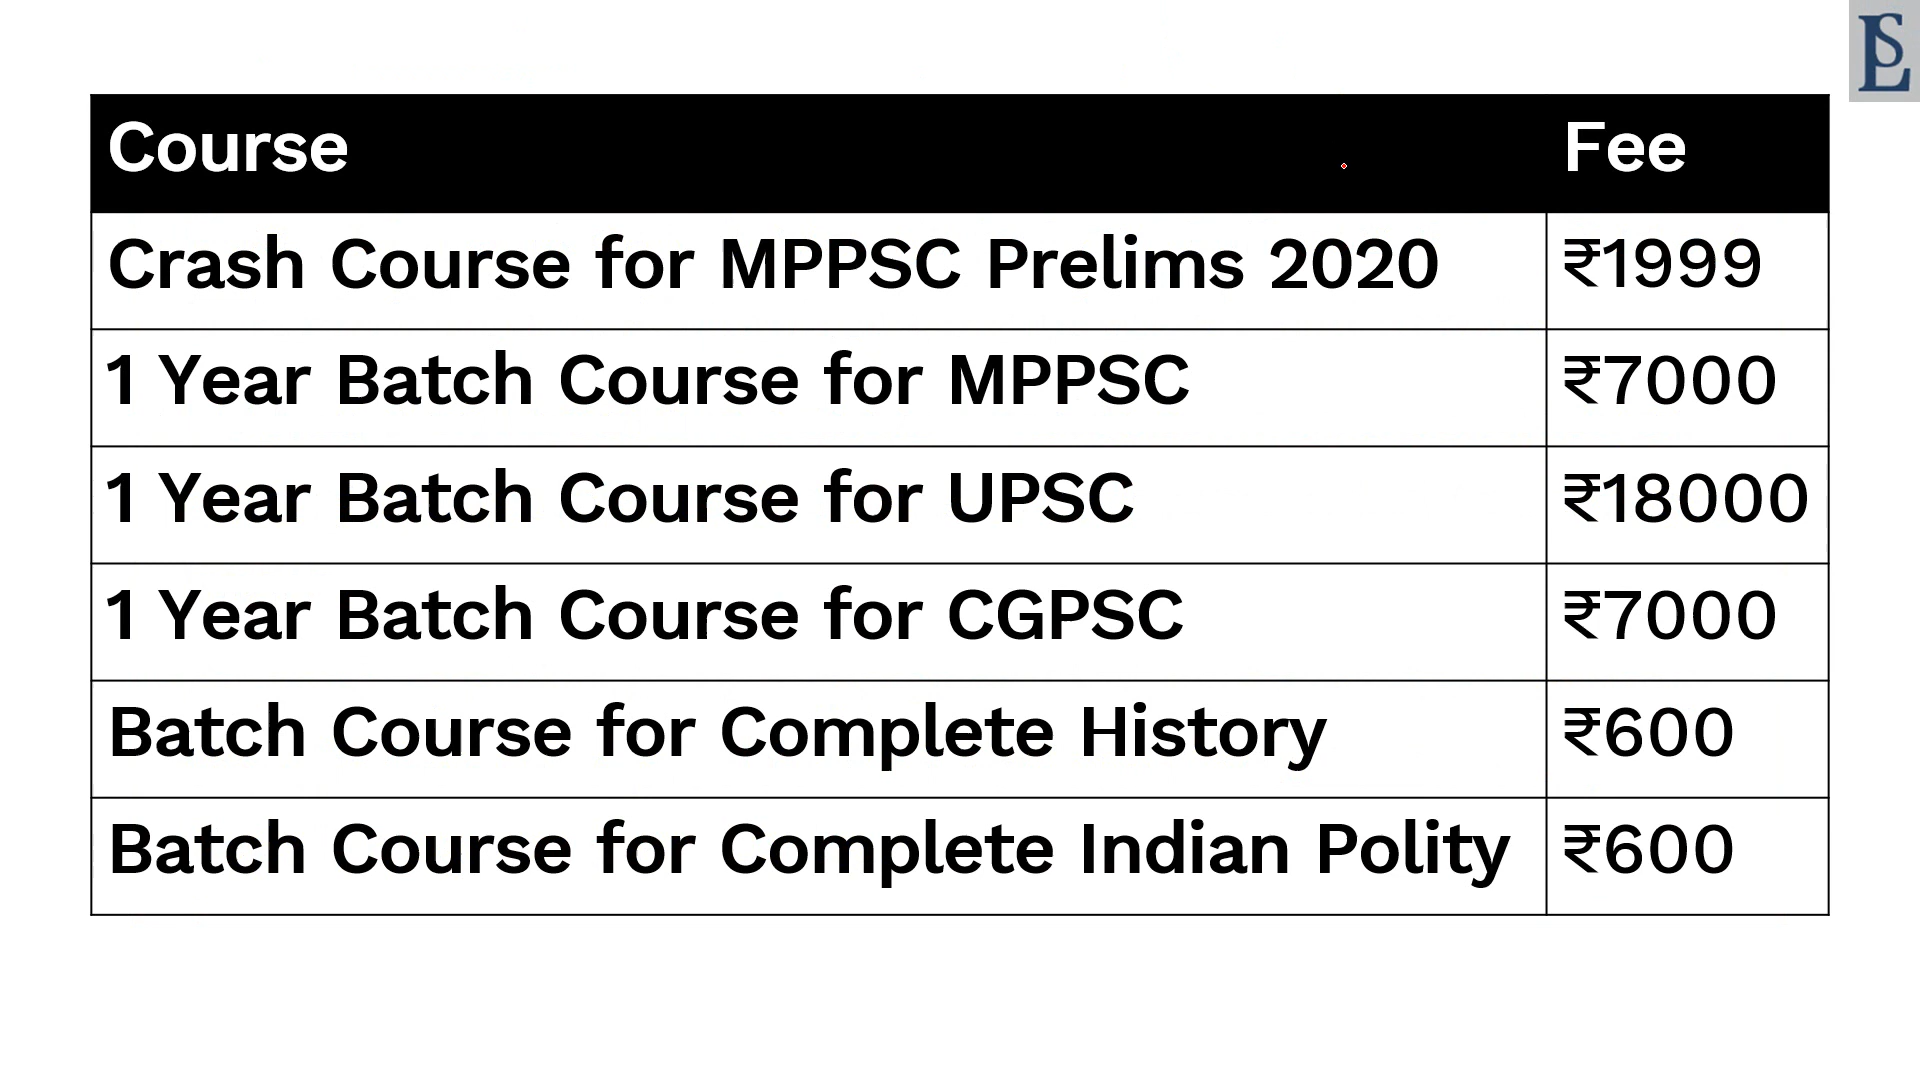 Course Fee
Crash Course for MPPSC Prelims 2020 ₹1999
1 Year Batch Course for MPPSC ₹7000
1 Year Batch Course for UPSC ₹18000
1 Year Batch Course for CGPSC ₹7000
Batch Course for Complete History ₹600
Batch Course for Complete Indian Polity ₹600